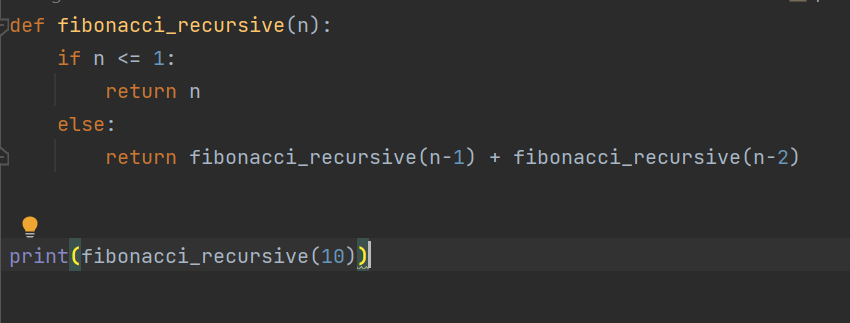 def fibonacci_recursive(n):
    if n <= 1:
        return n
    else:
        return fibonacci_recursive(n-1) + fibonacci_recursive(n-2)
print(fibonacci_recursive(10))